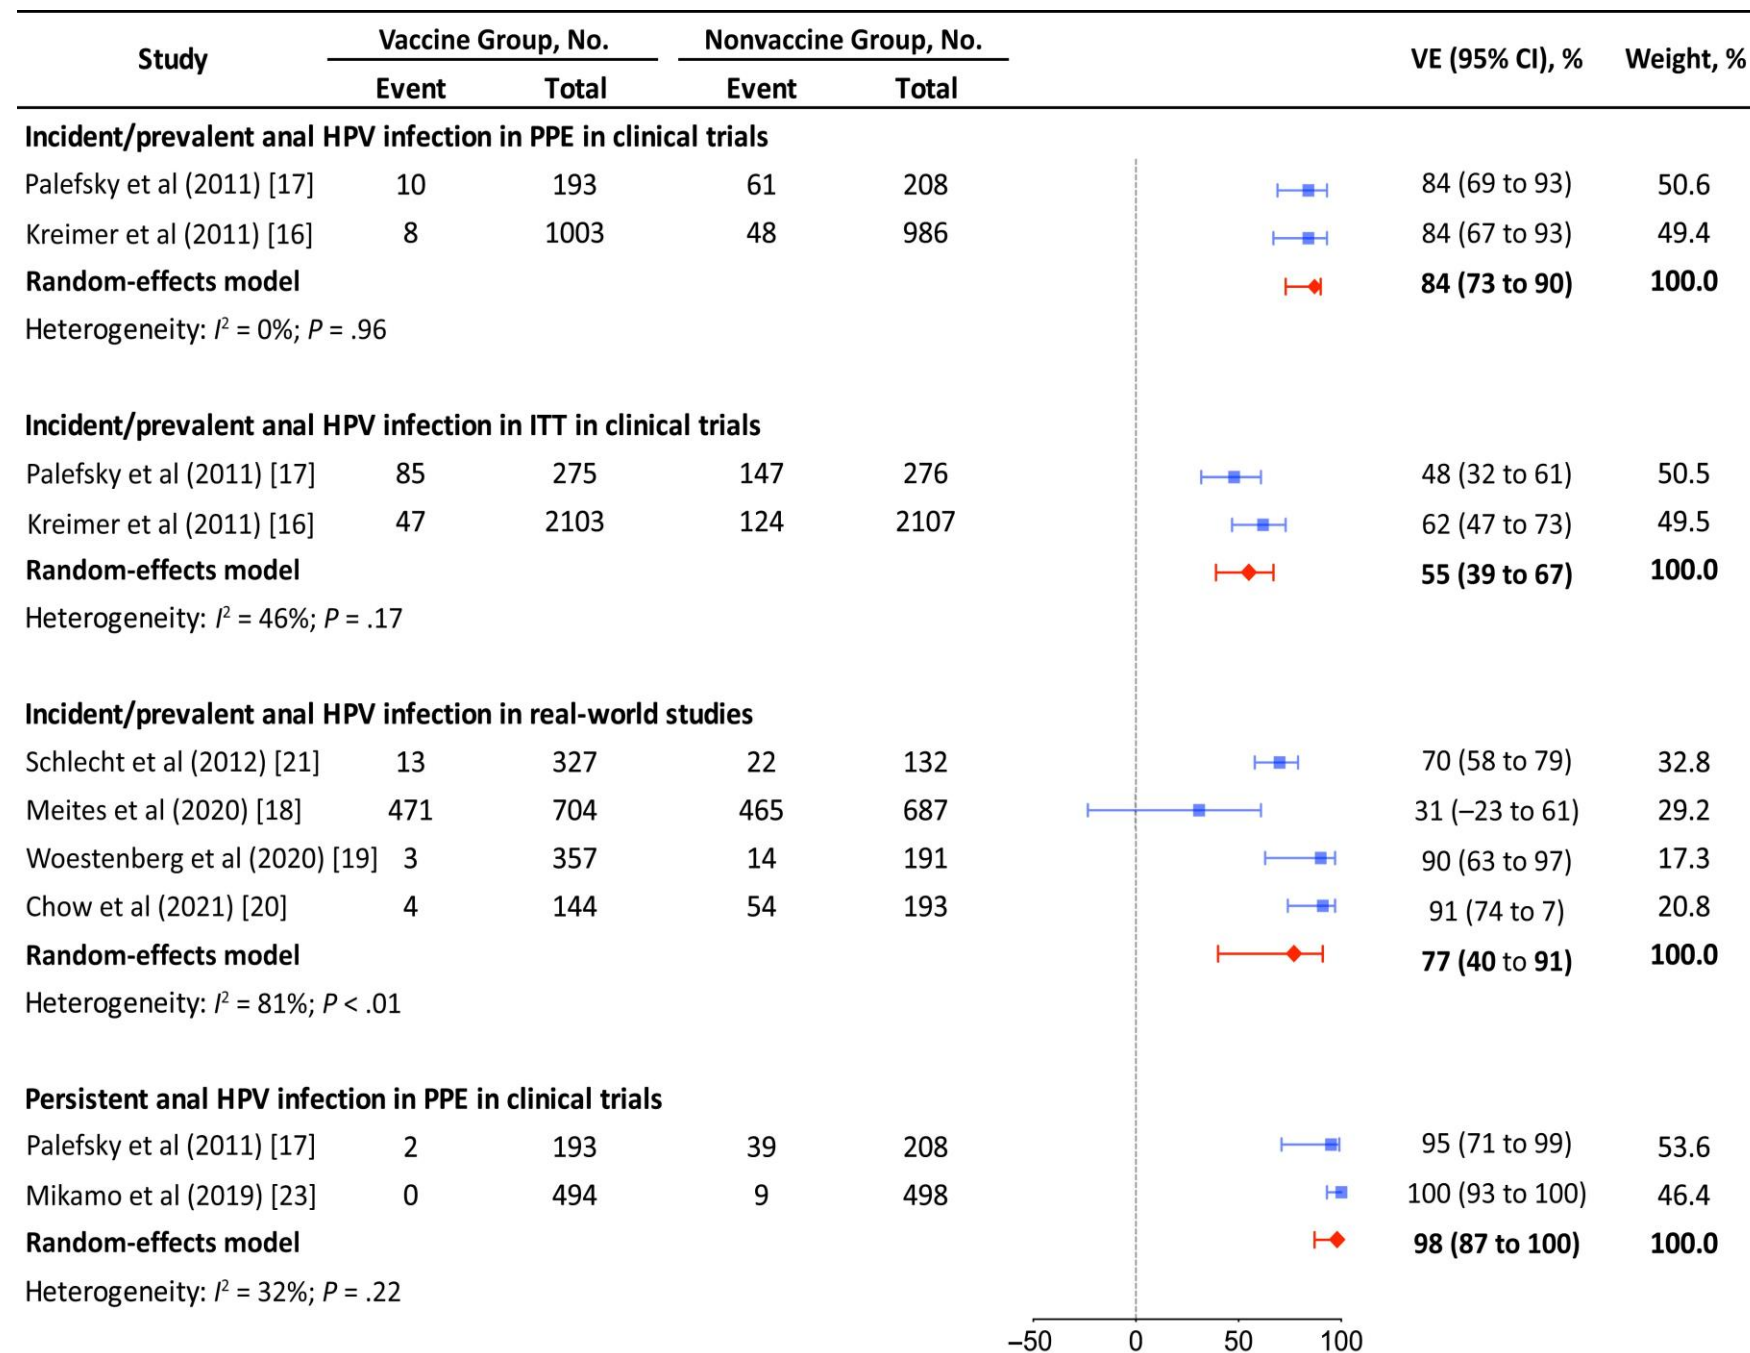 Study Vaccine Group, No. Nonvaccine Group, No. VE (95% CI), % Weight, %
Event Total Event Total
Incident/prevalent anal HPV infection in PPE in clinical trials
Palefsky et al (2011) [17] 10 193 61 208 84 (69 to 93) 50.6
Kreimer et al (2011) [16] 8 1003 48 986 84 (67 to 93) 49.4
Random-effects model 84 (73 to 90) 100.0
Heterogeneity: I² = 0%; P = .96
Incident/prevalent anal HPV infection in ITT in clinical trials
Palefsky et al (2011) [17] 85 275 147 276 48 (32 to 61) 50.5
Kreimer et al (2011) [16] 47 2103 124 2107 62 (47 to 73) 49.5
Random-effects model 55 (39 to 67) 100.0
Heterogeneity: I² = 46%; P = .17
Incident/prevalent anal HPV infection in real-world studies
Schlecht et al (2012) [21] 13 327 22 132 70 (58 to 79) 32.8
Meites et al (2020) [18] 471 704 465 687 31 (–23 to 61) 29.2
Woestenberg et al (2020) [19] 3 357 14 191 90 (63 to 97) 17.3
Chow et al (2021) [20] 4 144 54 193 91 (74 to 7) 20.8
Random-effects model 77 (40 to 91) 100.0
Heterogeneity: I² = 81%; P < .01
Persistent anal HPV infection in PPE in clinical trials
Palefsky et al (2011) [17] 2 193 39 208 95 (71 to 99) 53.6
Mikamo et al (2019) [23] 0 494 9 498 100 (93 to 100) 46.4
Random-effects model 98 (87 to 100) 100.0
Heterogeneity: I² = 32%; P = .22
–50 0 50 100